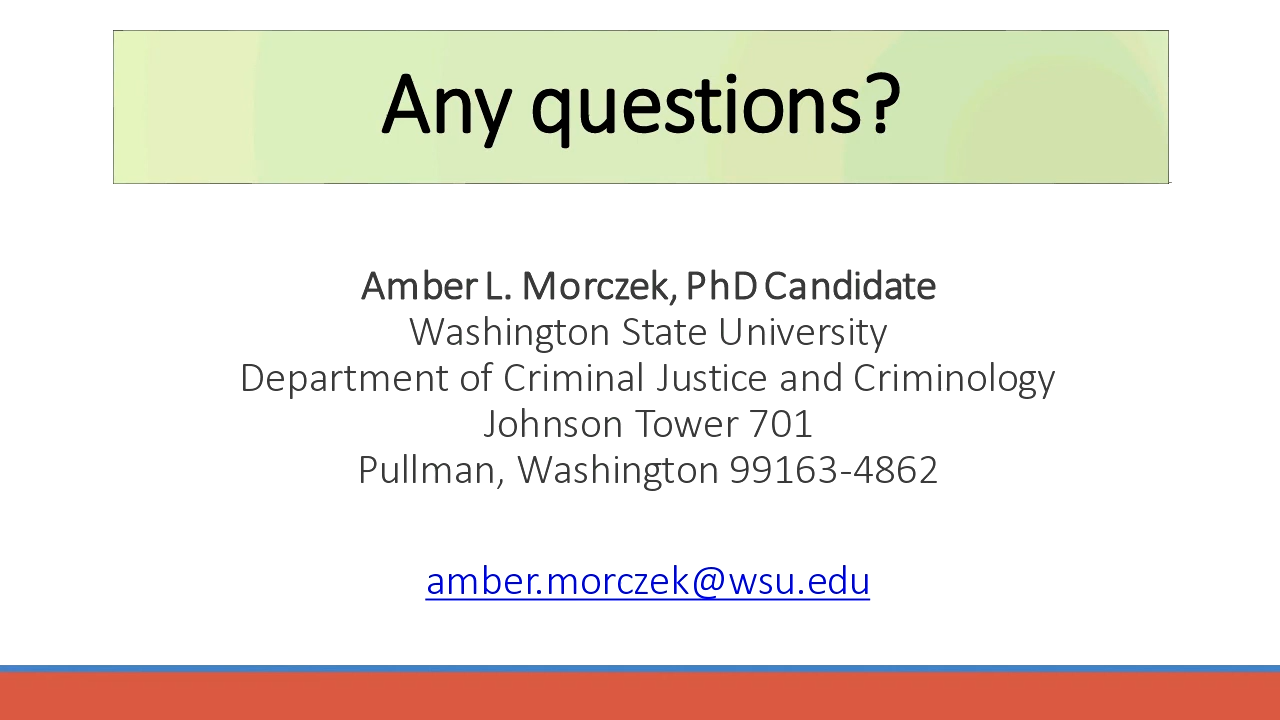 Any questions?
Amber L. Morczek, PhD Candidate
Washington State University
Department of Criminal Justice and Criminology
Johnson Tower 701
Pullman, Washington 99163-4862
amber.morczek@wsu.edu